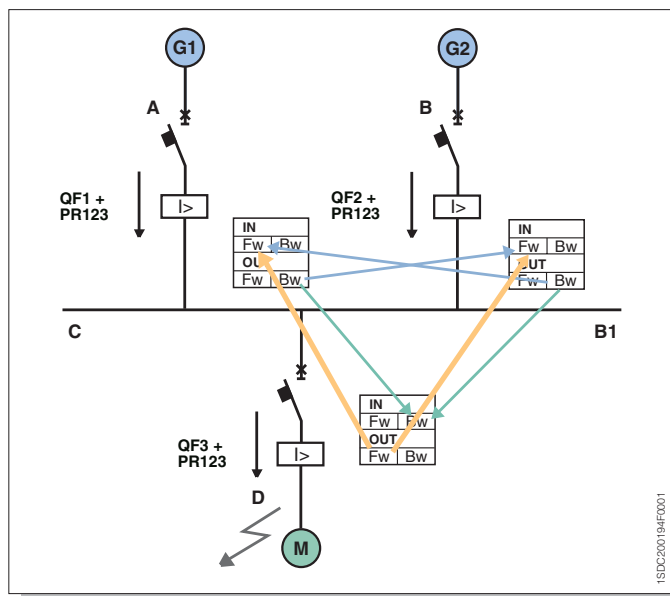 G1
G2
A
B
QF1 +
PR123
I>
QF2 +
PR123
I>
IN
Fw Bw
OUT
Fw Bw
IN
Fw Bw
OUT
Fw Bw
C
B1
IN
Fw Bw
OUT
Fw Bw
QF3 +
PR123
I>
D
M
1SDC200194F0001